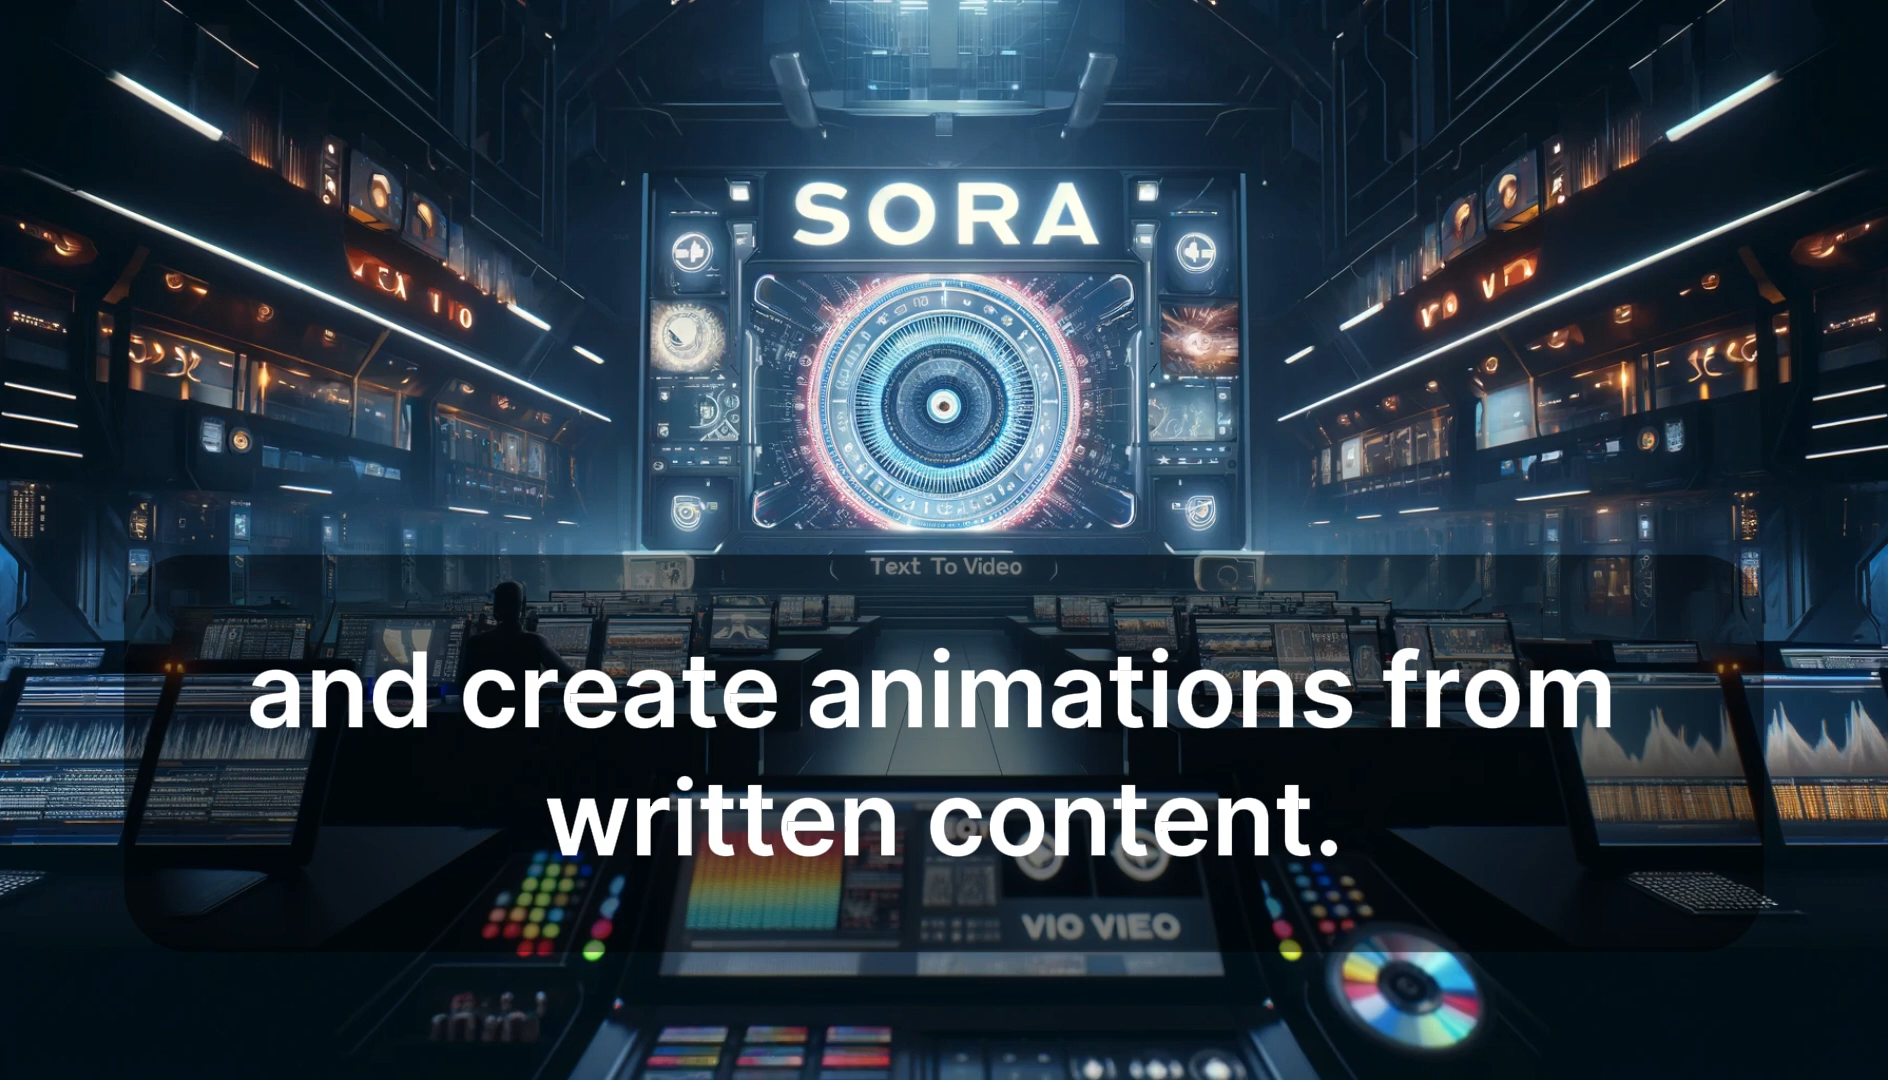 SORA
Text To Video
and create animations from
written content.
VIO VIEO